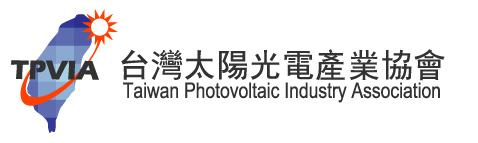 TPVIA
台灣太陽光電產業協會
Taiwan Photovoltaic Industry Association